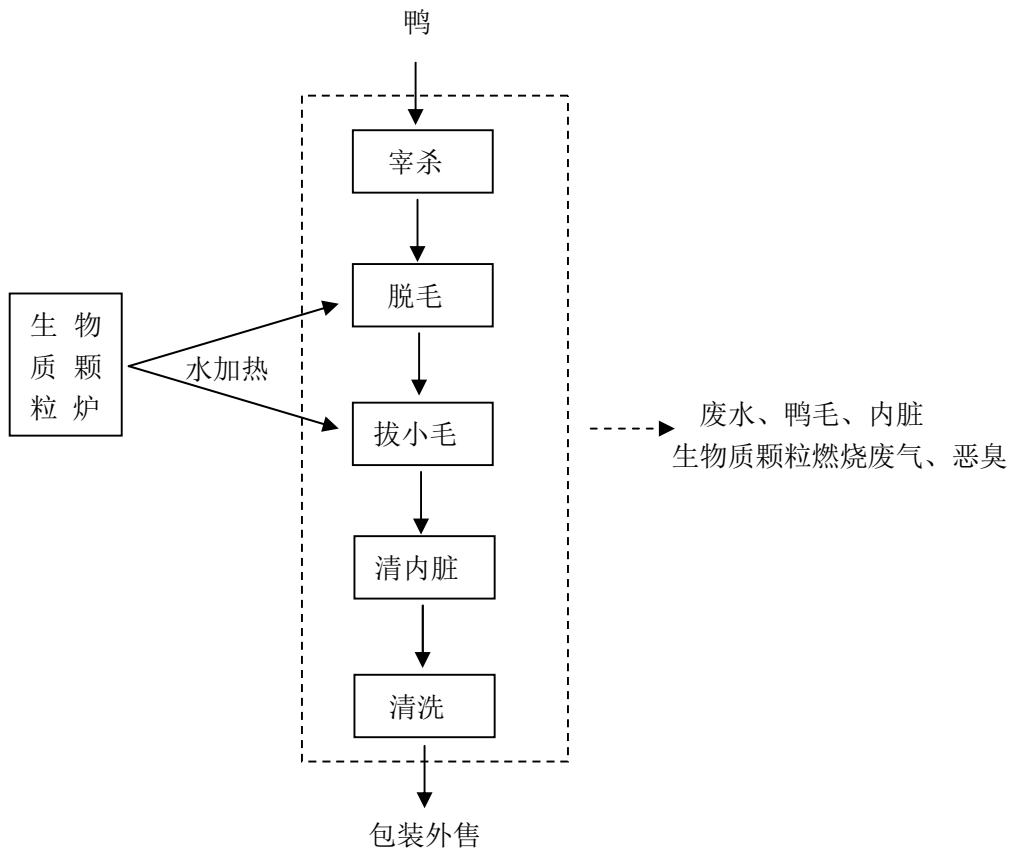 鸭
宰杀
脱毛
生物
质颗
粒炉
水加热
拔小毛
废水、鸭毛、内脏
生物质颗粒燃烧废气、恶臭
清内脏
清洗
包装外售